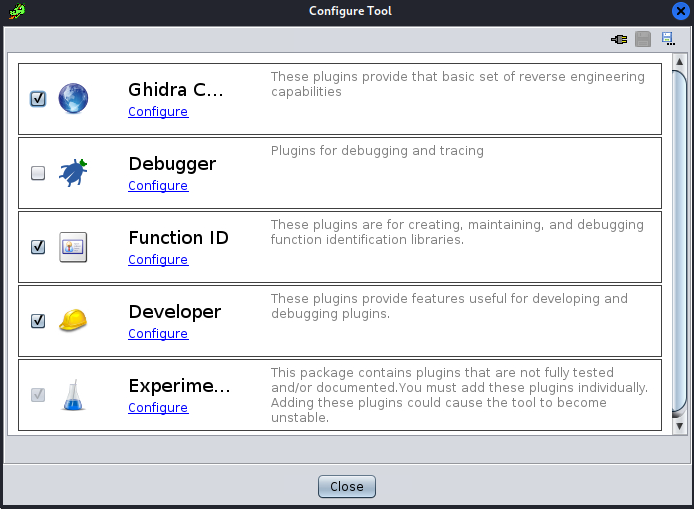 Configure Tool
Ghidra C...
Configure
These plugins provide that basic set of reverse engineering
capabilities
Debugger
Configure
Plugins for debugging and tracing
Function ID
Configure
These plugins are for creating, maintaining, and debugging
function identification libraries.
Developer
Configure
These plugins provide features useful for developing and
debugging plugins.
Experime...
Configure
This package contains plugins that are not fully tested
and/or documented.You must add these plugins individually.
Adding these plugins could cause the tool to become
unstable.
Close